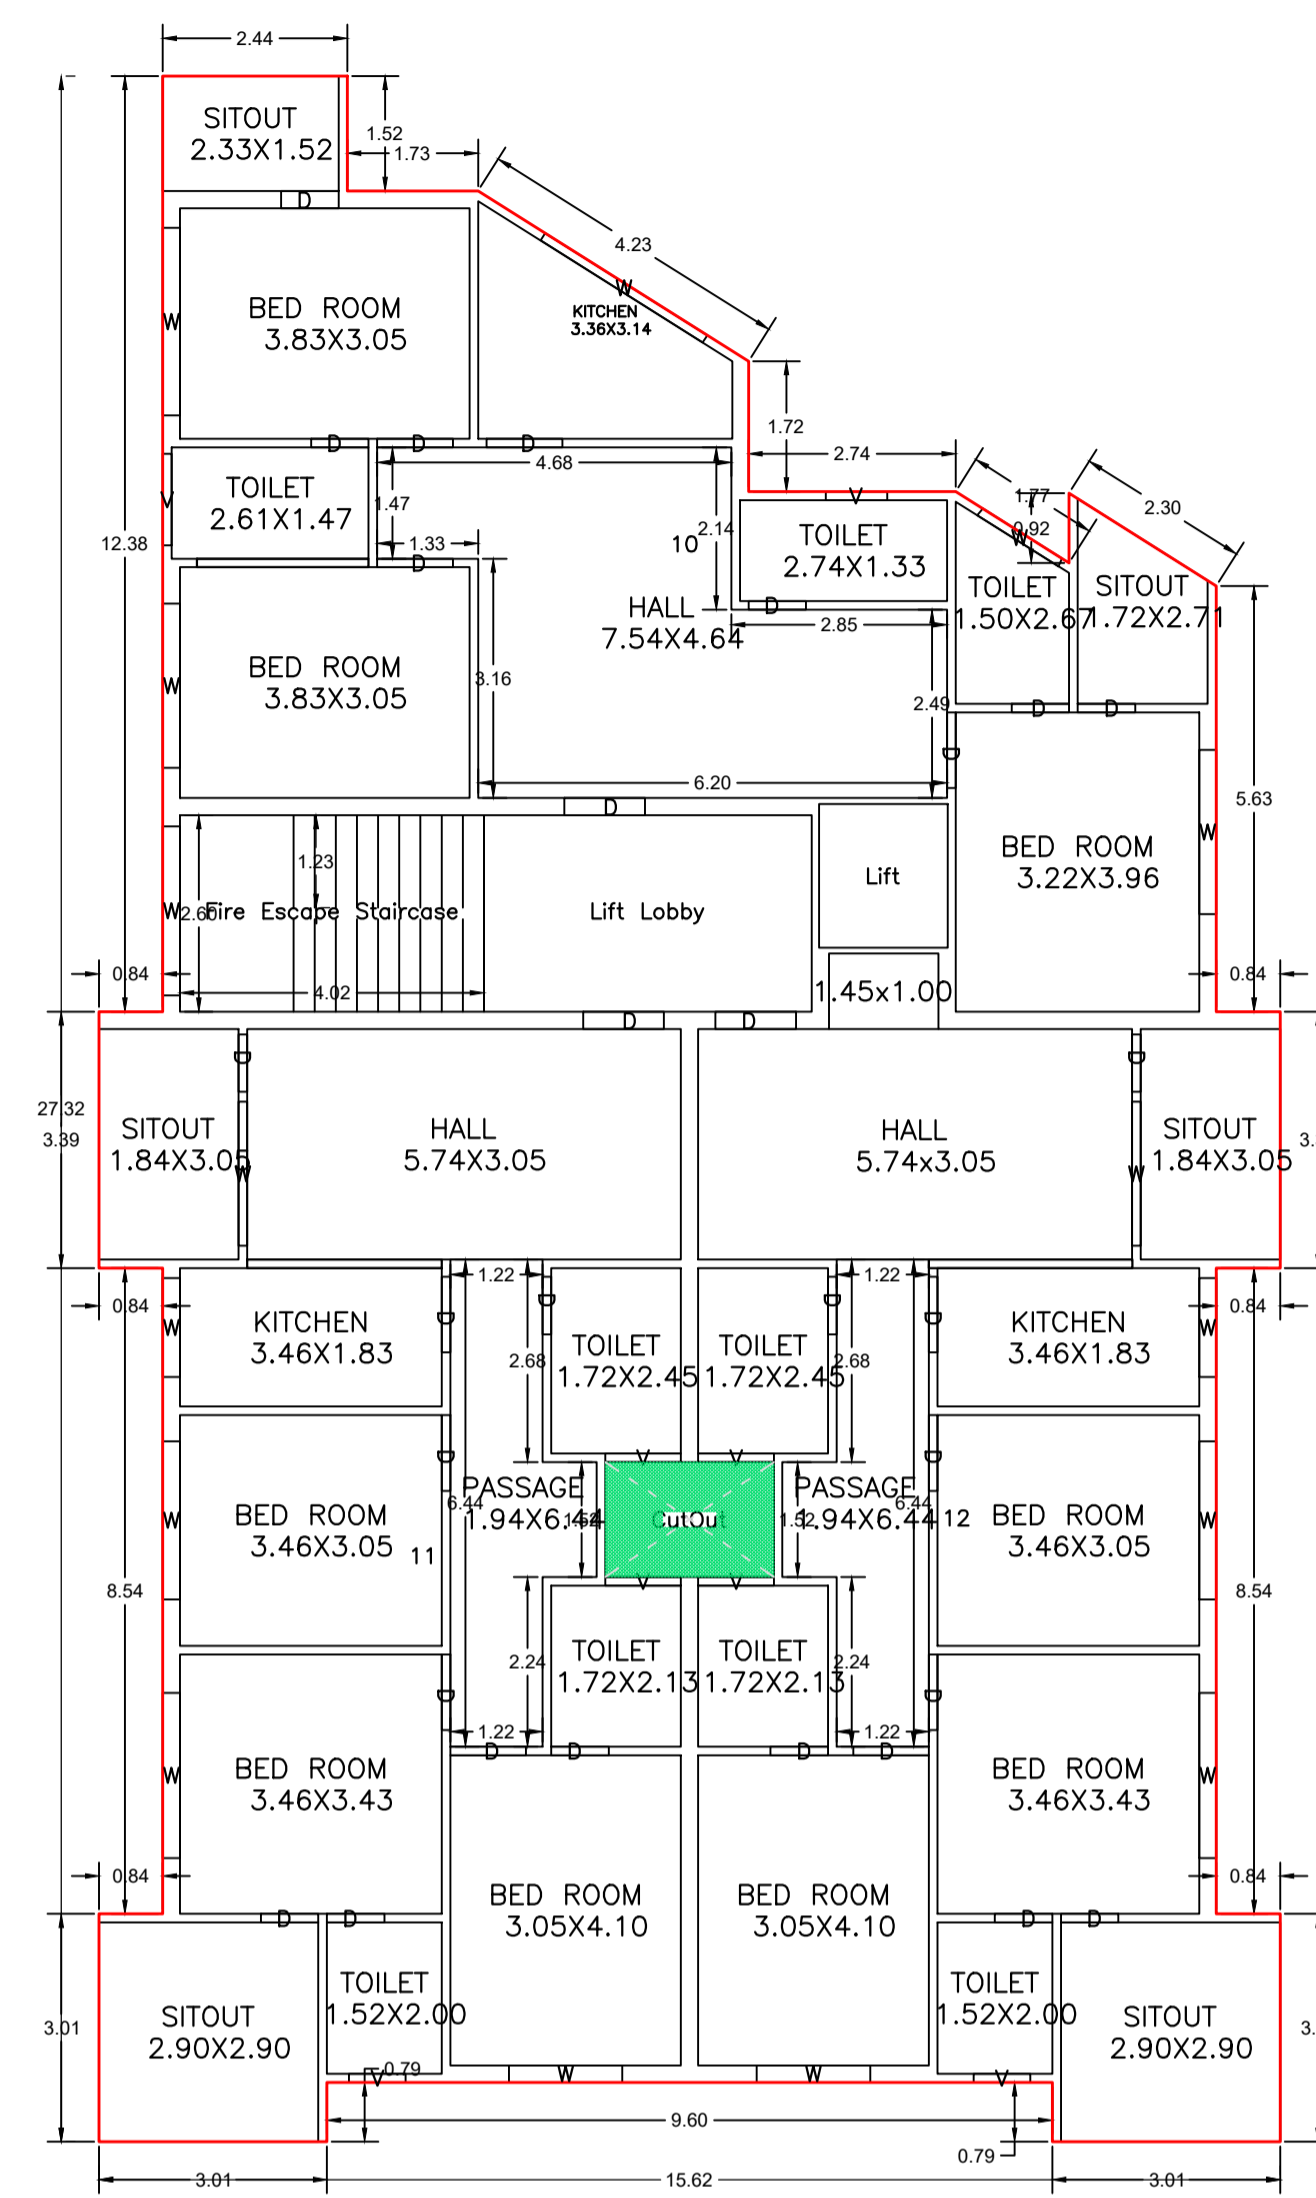 2.44
SITOUT
2.33X1.52
1.52
1.73
D
4.23
W
BED ROOM
3.83X3.05
W
KITCHEN
3.36X3.14
1.72
D
D
D
4.68
2.74
V
TOILET
2.61X1.47
1.47
V
1.77
2.30
12.38
1.33
10
2.14
TOILET
2.74X1.33
0.92
W
D
TOILET
1.50X2.67
SITOUT
1.72X2.71
HALL
7.54X4.64
D
2.85
BED ROOM
3.83X3.05
W
3.16
2.49
D
D
D
6.20
5.63
D
W
BED ROOM
3.22X3.96
1.23
Lift
W
2.60
Fire Escape Staircase
Lift Lobby
0.84
4.02
1.45x1.00
0.84
D
D
D
D
27.32
3.39
SITOUT
1.84X3.05
W
HALL
5.74X3.05
HALL
5.74x3.05
W
SITOUT
1.84X3.05
3.
0.84
1.22
1.22
0.84
D
D
D
D
KITCHEN
3.46X1.83
W
TOILET
1.72X2.45
TOILET
1.72X2.45
KITCHEN
3.46X1.83
W
2.68
2.68
D
V
V
D
PASSAGE
1.94X6.44
6.44
1.52
CutOut
1.52
PASSAGE
1.94X6.44
6.44
12
W
BED ROOM
3.46X3.05
11
BED ROOM
3.46X3.05
W
8.54
V
V
8.54
2.24
TOILET
1.72X2.13
TOILET
1.72X2.13
2.24
D
D
1.22
1.22
D
D
D
D
W
BED ROOM
3.46X3.43
BED ROOM
3.46X3.43
W
0.84
0.84
BED ROOM
3.05X4.10
BED ROOM
3.05X4.10
D
D
D
D
TOILET
1.52X2.00
TOILET
1.52X2.00
3.01
SITOUT
2.90X2.90
SITOUT
2.90X2.90
3.
0.79
V
W
W
V
9.60
0.79
3.01
15.62
3.01